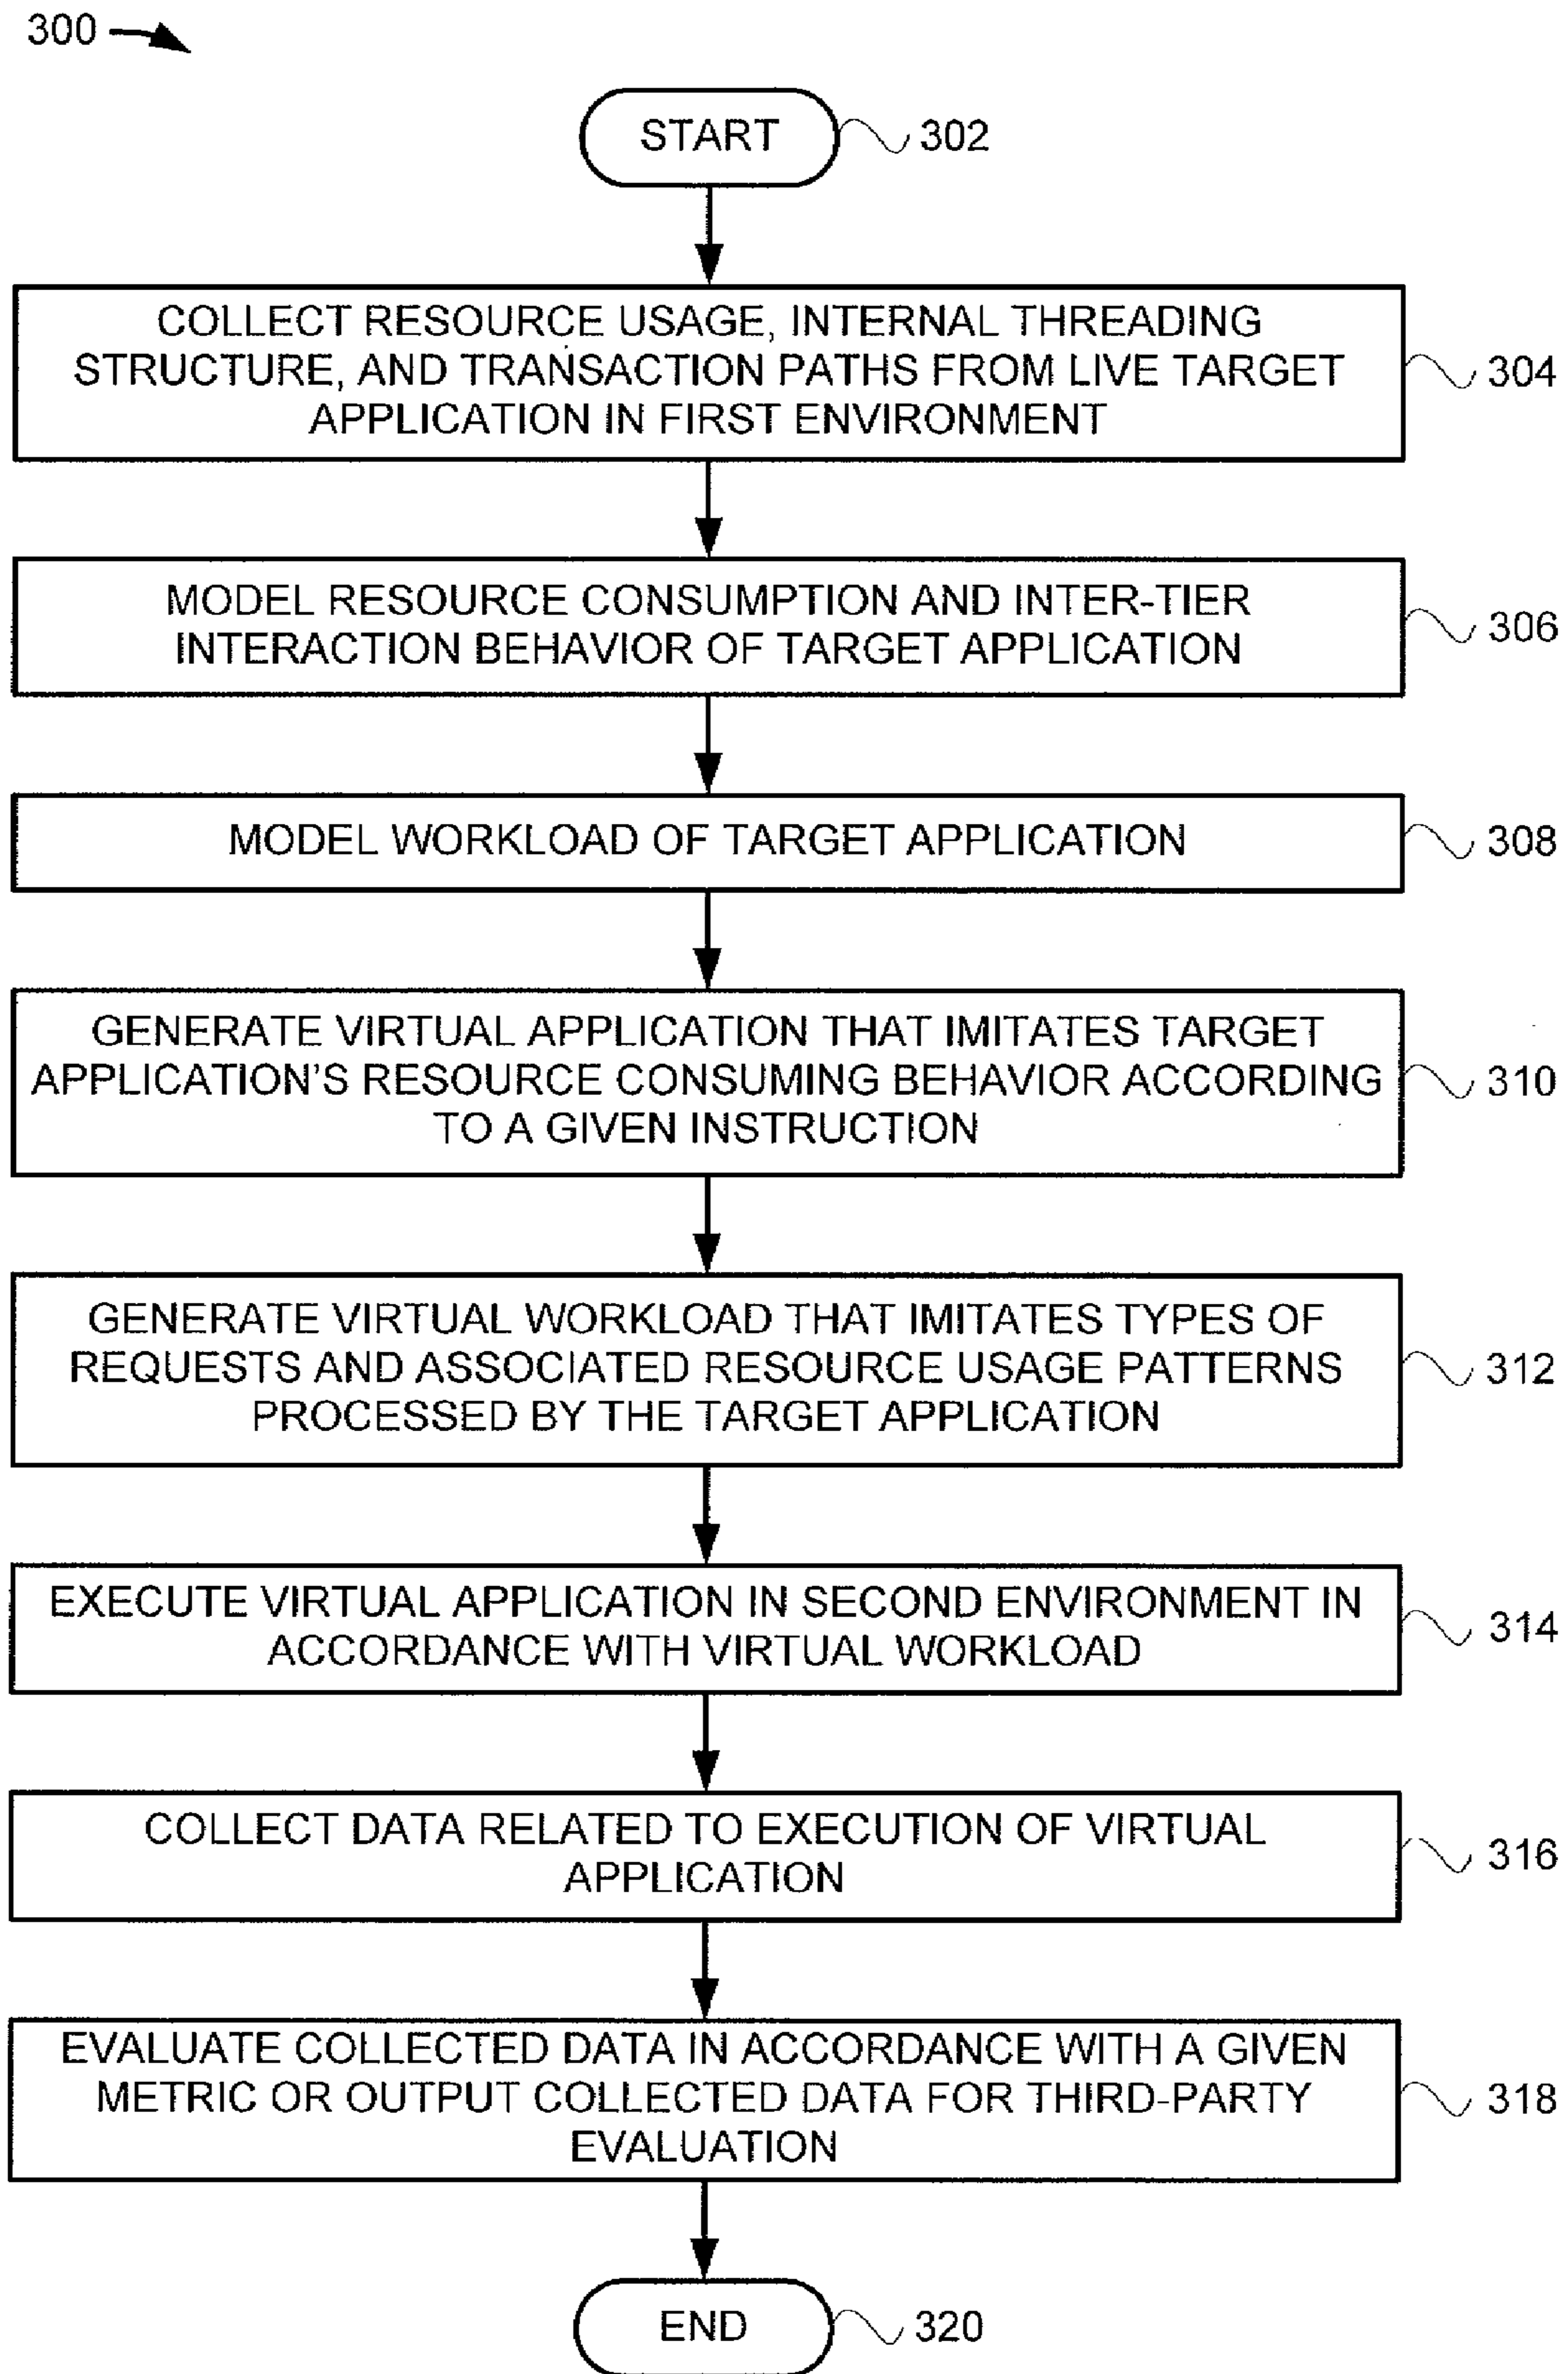 300
START
302
COLLECT RESOURCE USAGE, INTERNAL THREADING
STRUCTURE, AND TRANSACTION PATHS FROM LIVE TARGET
APPLICATION IN FIRST ENVIRONMENT
304
MODEL RESOURCE CONSUMPTION AND INTER-TIER
INTERACTION BEHAVIOR OF TARGET APPLICATION
306
MODEL WORKLOAD OF TARGET APPLICATION
308
GENERATE VIRTUAL APPLICATION THAT IMITATES TARGET
APPLICATION'S RESOURCE CONSUMING BEHAVIOR ACCORDING
TO A GIVEN INSTRUCTION
310
GENERATE VIRTUAL WORKLOAD THAT IMITATES TYPES OF
REQUESTS AND ASSOCIATED RESOURCE USAGE PATTERNS
PROCESSED BY THE TARGET APPLICATION
312
EXECUTE VIRTUAL APPLICATION IN SECOND ENVIRONMENT IN
ACCORDANCE WITH VIRTUAL WORKLOAD
314
COLLECT DATA RELATED TO EXECUTION OF VIRTUAL
APPLICATION
316
EVALUATE COLLECTED DATA IN ACCORDANCE WITH A GIVEN
METRIC OR OUTPUT COLLECTED DATA FOR THIRD-PARTY
EVALUATION
318
END
320